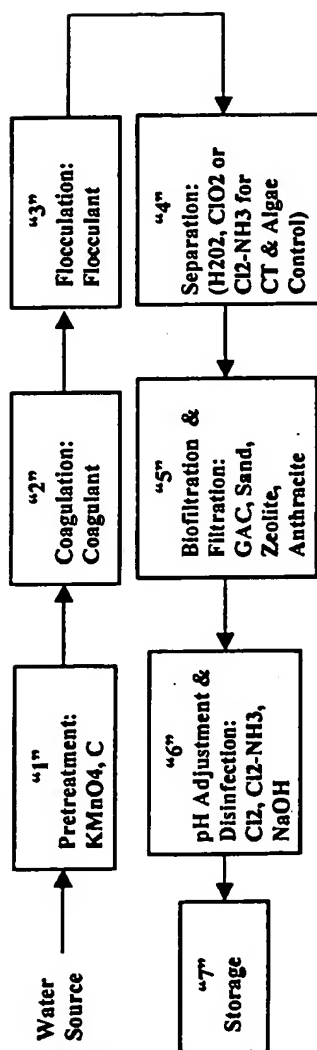 Water
Source
“1”
Pretreatment:
KMnO4, C
“2”
Coagulation:
Coagulant
“3”
Flocculation:
Flocculant
“4”
Separation:
(H202, ClO2 or
Cl2-NH3 for
CT & Algae
Control)
“5”
Biofiltration &
Filtration:
GAC, Sand,
Zeolite,
Anthracite
“6”
pH Adjustment &
Disinfection:
Cl2, Cl2-NH3,
NaOH
“7”
Storage